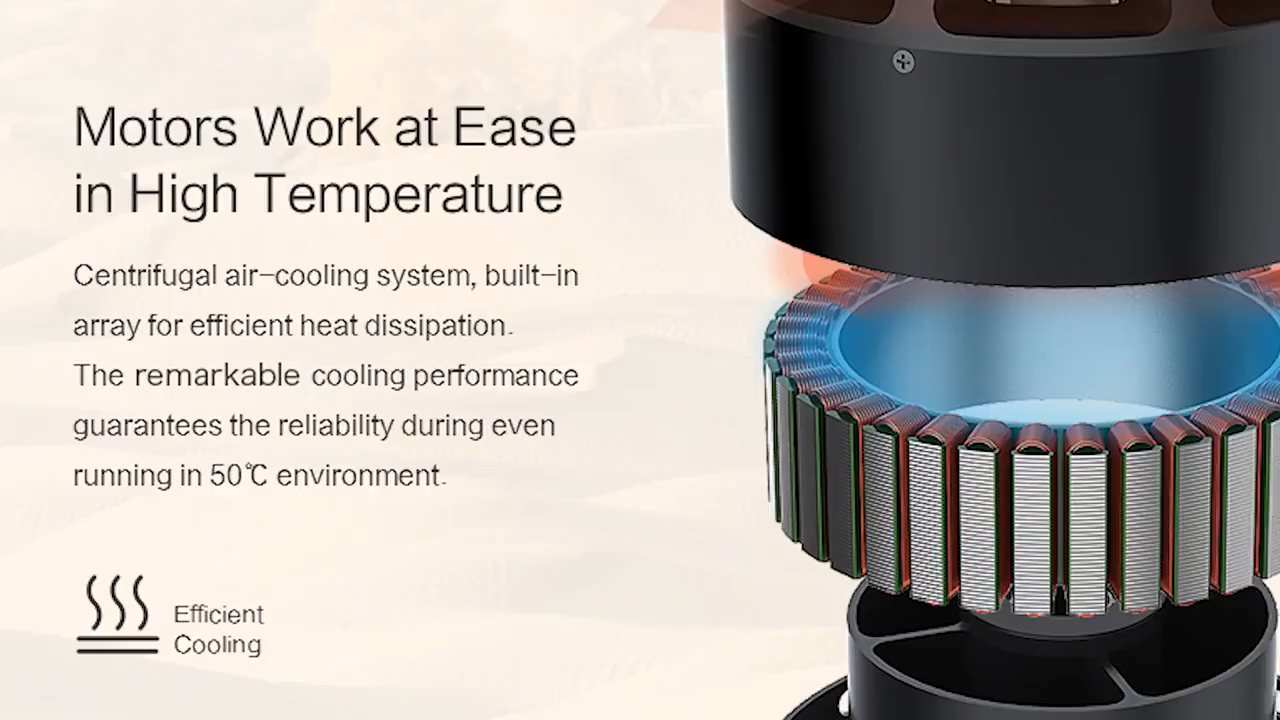 Motors Work at Ease
in High Temperature
Centrifugal air-cooling system, built-in
array for efficient heat dissipation.
The remarkable cooling performance
guarantees the reliability during even
running in 50℃ environment.
Efficient
Cooling